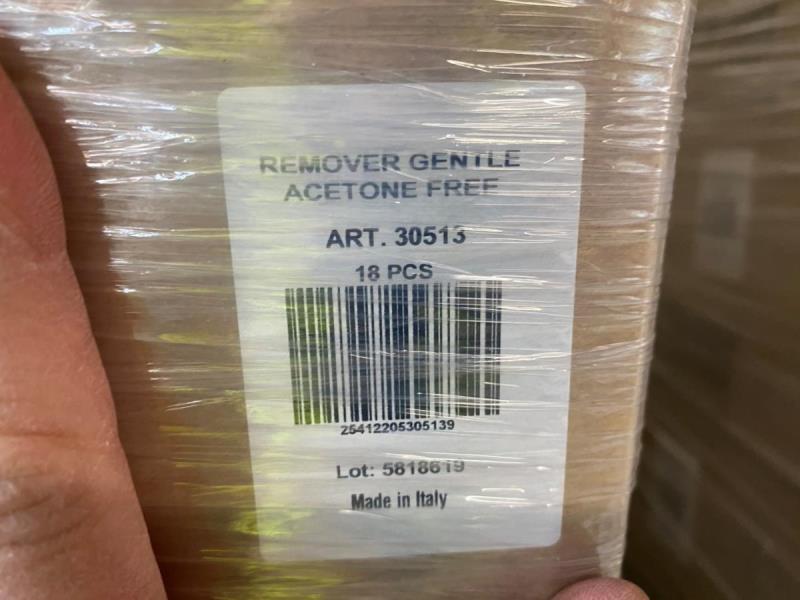 REMOVER GENTLE
ACETONE FREE
ART. 30513
18 PCS
25412205305139
Lot: 5818619
Made in Italy